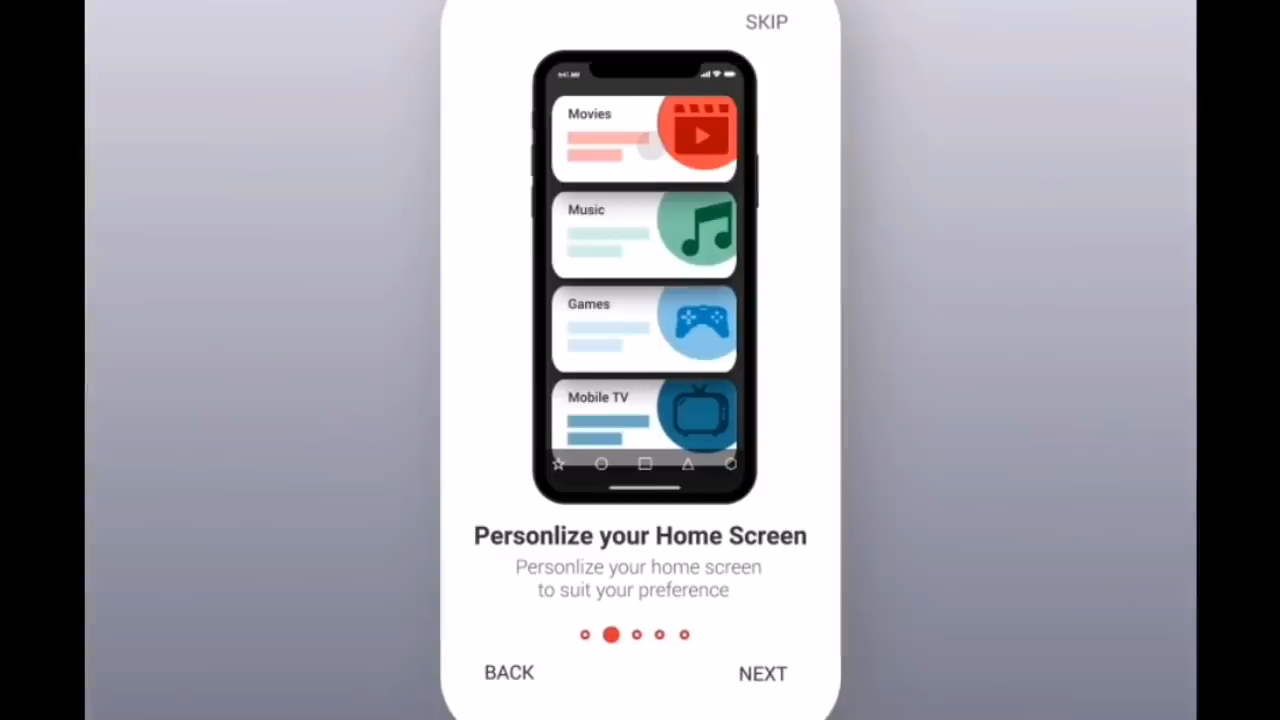 SKIP
Movies
Music
Games
Mobile TV
Personlize your Home Screen
Personlize your home screen
to suit your preference
BACK
NEXT